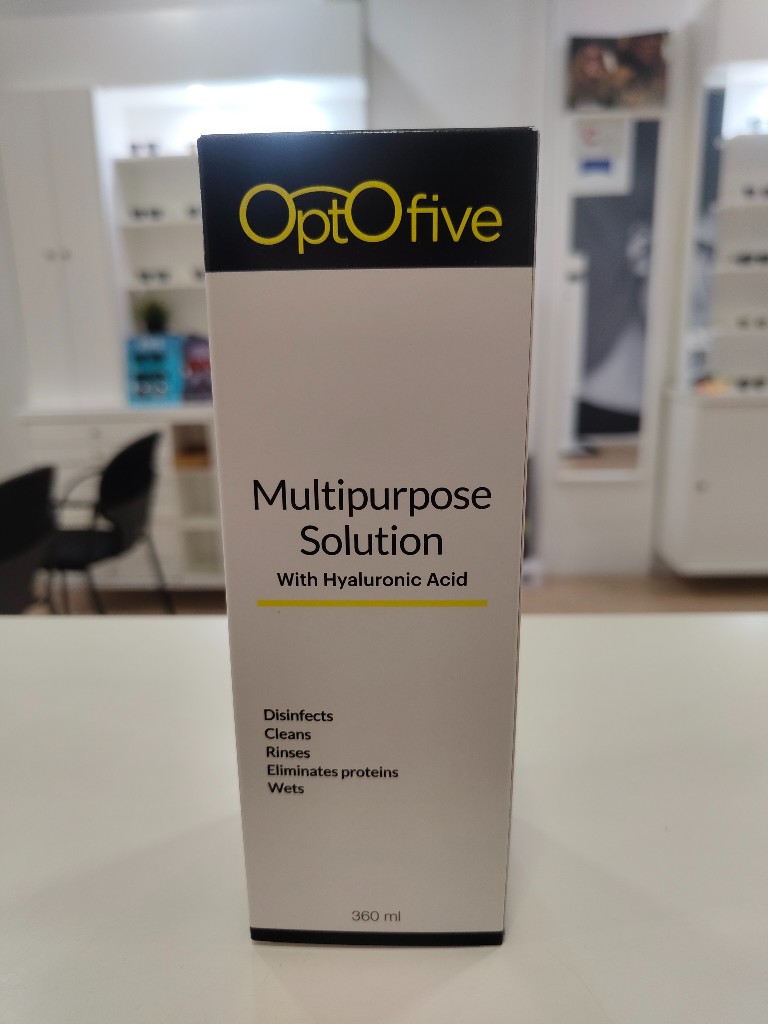 OptOfive
Multipurpose
Solution
With Hyaluronic Acid
Disinfects
Cleans
Rinses
Eliminates proteins
Wets
360 ml